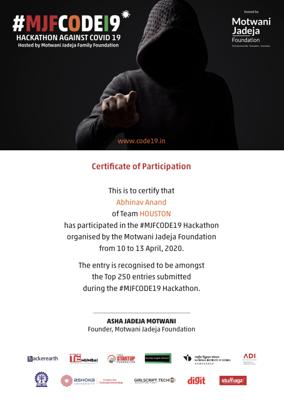 #MJFCODE19
HACKATHON AGAINST COVID 19
Hosted by Motwani Jadeja Family Foundation
hosted by
Motwani
Jadeja
Foundation
www.code19.in
Certificate of Participation
This is to certify that
Abhinav Anand
of Team HOUSTON
has participated in the #MJFCODE19 Hackathon
organised by the Motwani Jadeja Foundation
from 10 to 13 April, 2020.
The entry is recognised to be amongst
the Top 250 entries submitted
during the #MJFCODE19 Hackathon.
ASHA JADEJA MOTWANI
Founder, Motwani Jadeja Foundation
hackerearth
TiE MUMBAI
STARTUP
ADI
ASHOKA
GIRLSCRIPT.TECH
digit